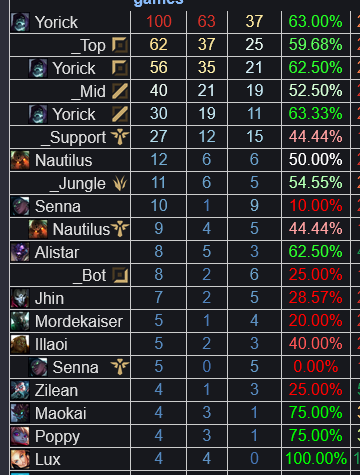 games
Yorick 100 63 37 63.00%
_Top 62 37 25 59.68%
Yorick 56 35 21 62.50%
_Mid 40 21 19 52.50%
Yorick 30 19 11 63.33%
_Support 27 12 15 44.44%
Nautilus 12 6 6 50.00%
_Jungle 11 6 5 54.55%
Senna 10 1 9 10.00%
Nautilus 9 4 5 44.44%
Alistar 8 5 3 62.50%
_Bot 8 2 6 25.00%
Jhin 7 2 5 28.57%
Mordekaiser 5 1 4 20.00%
Illaoi 5 2 3 40.00%
Senna 5 0 5 0.00%
Zilean 4 1 3 25.00%
Maokai 4 3 1 75.00%
Poppy 4 3 1 75.00%
Lux 4 4 0 100.00%